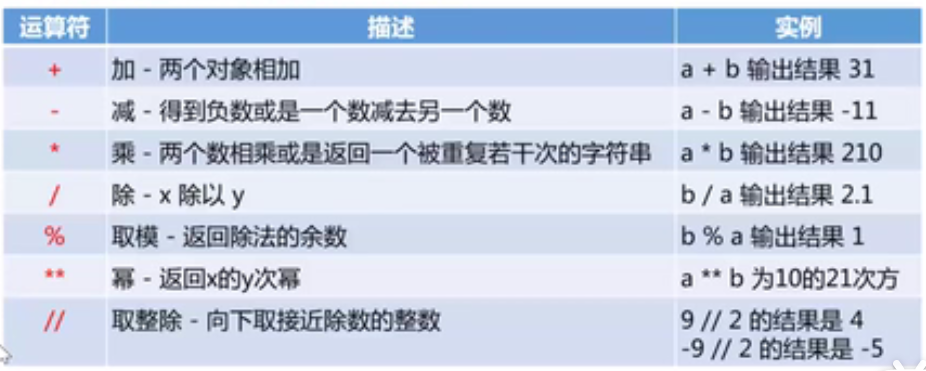 运算符 描述 实例
+ 加 - 两个对象相加 a + b 输出结果 31
- 减 - 得到负数或是一个数减去另一个数 a - b 输出结果 -11
* 乘 - 两个数相乘或是返回一个被重复若干次的字符串 a * b 输出结果 210
/ 除 - x 除以 y b / a 输出结果 2.1
% 取模 - 返回除法的余数 b % a 输出结果 1
** 幂 - 返回x的y次幂 a ** b 为10的21次方
// 取整除 - 向下取接近除数的整数 9 // 2 的结果是 4
-9 // 2 的结果是 -5